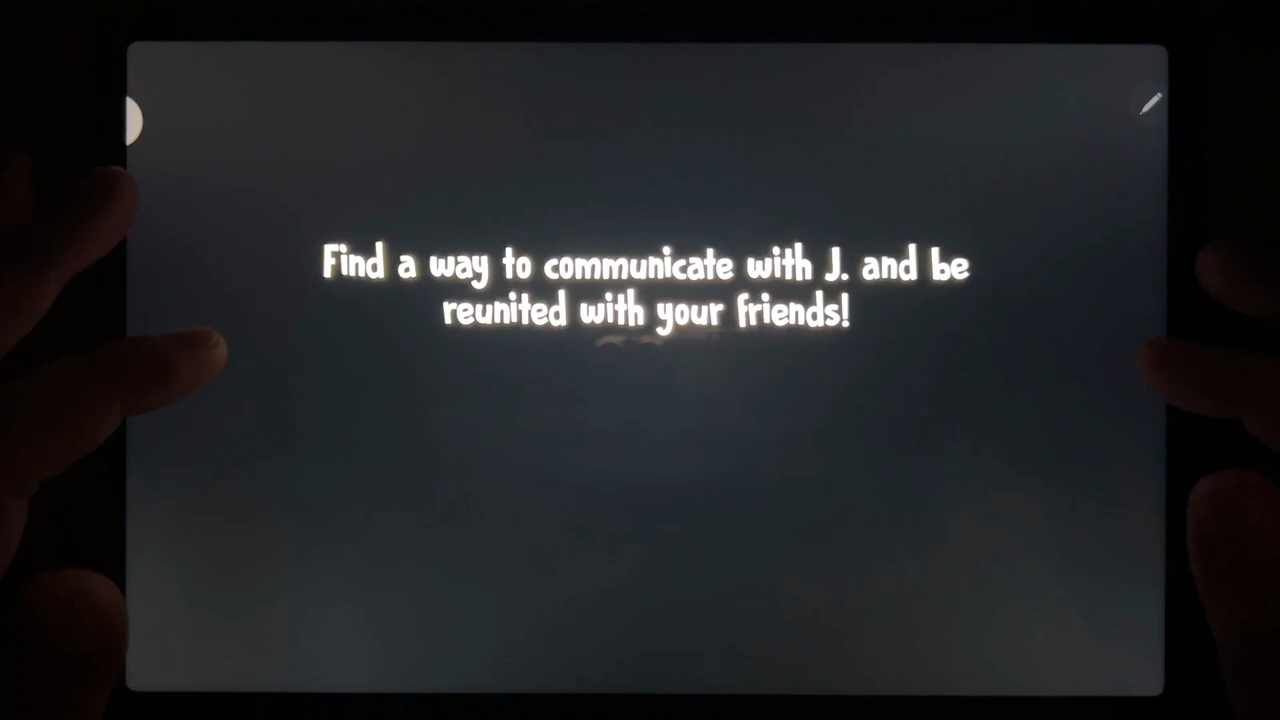 Find a way to communicate with J. and be
reunited with your friends!